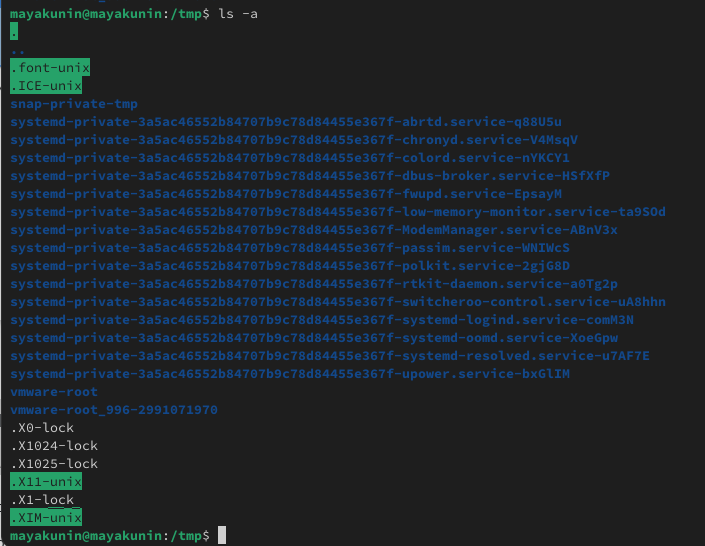 mayakunin@mayakunin:/tmp$ ls -a
.
..
.font-unix
.ICE-unix
snap-private-tmp
systemd-private-3a5ac46552b84707b9c78d84455e367f-abrtd.service-q88U5u
systemd-private-3a5ac46552b84707b9c78d84455e367f-chronyd.service-V4MsqV
systemd-private-3a5ac46552b84707b9c78d84455e367f-colord.service-nYKCY1
systemd-private-3a5ac46552b84707b9c78d84455e367f-dbus-broker.service-HSfXfP
systemd-private-3a5ac46552b84707b9c78d84455e367f-fwupd.service-EpsayM
systemd-private-3a5ac46552b84707b9c78d84455e367f-low-memory-monitor.service-ta9SOd
systemd-private-3a5ac46552b84707b9c78d84455e367f-ModemManager.service-ABnV3x
systemd-private-3a5ac46552b84707b9c78d84455e367f-passim.service-WNIWcS
systemd-private-3a5ac46552b84707b9c78d84455e367f-polkit.service-2gjG8D
systemd-private-3a5ac46552b84707b9c78d84455e367f-rtkit-daemon.service-a0Tg2p
systemd-private-3a5ac46552b84707b9c78d84455e367f-switcheroo-control.service-uA8hhn
systemd-private-3a5ac46552b84707b9c78d84455e367f-systemd-logind.service-comM3N
systemd-private-3a5ac46552b84707b9c78d84455e367f-systemd-oomd.service-XoeGpw
systemd-private-3a5ac46552b84707b9c78d84455e367f-systemd-resolved.service-u7AF7E
systemd-private-3a5ac46552b84707b9c78d84455e367f-upower.service-bxGlIM
vmware-root
vmware-root_996-2991071970
.X0-lock
.X1024-lock
.X1025-lock
.X11-unix
.X1-lock
.XIM-unix
mayakunin@mayakunin:/tmp$